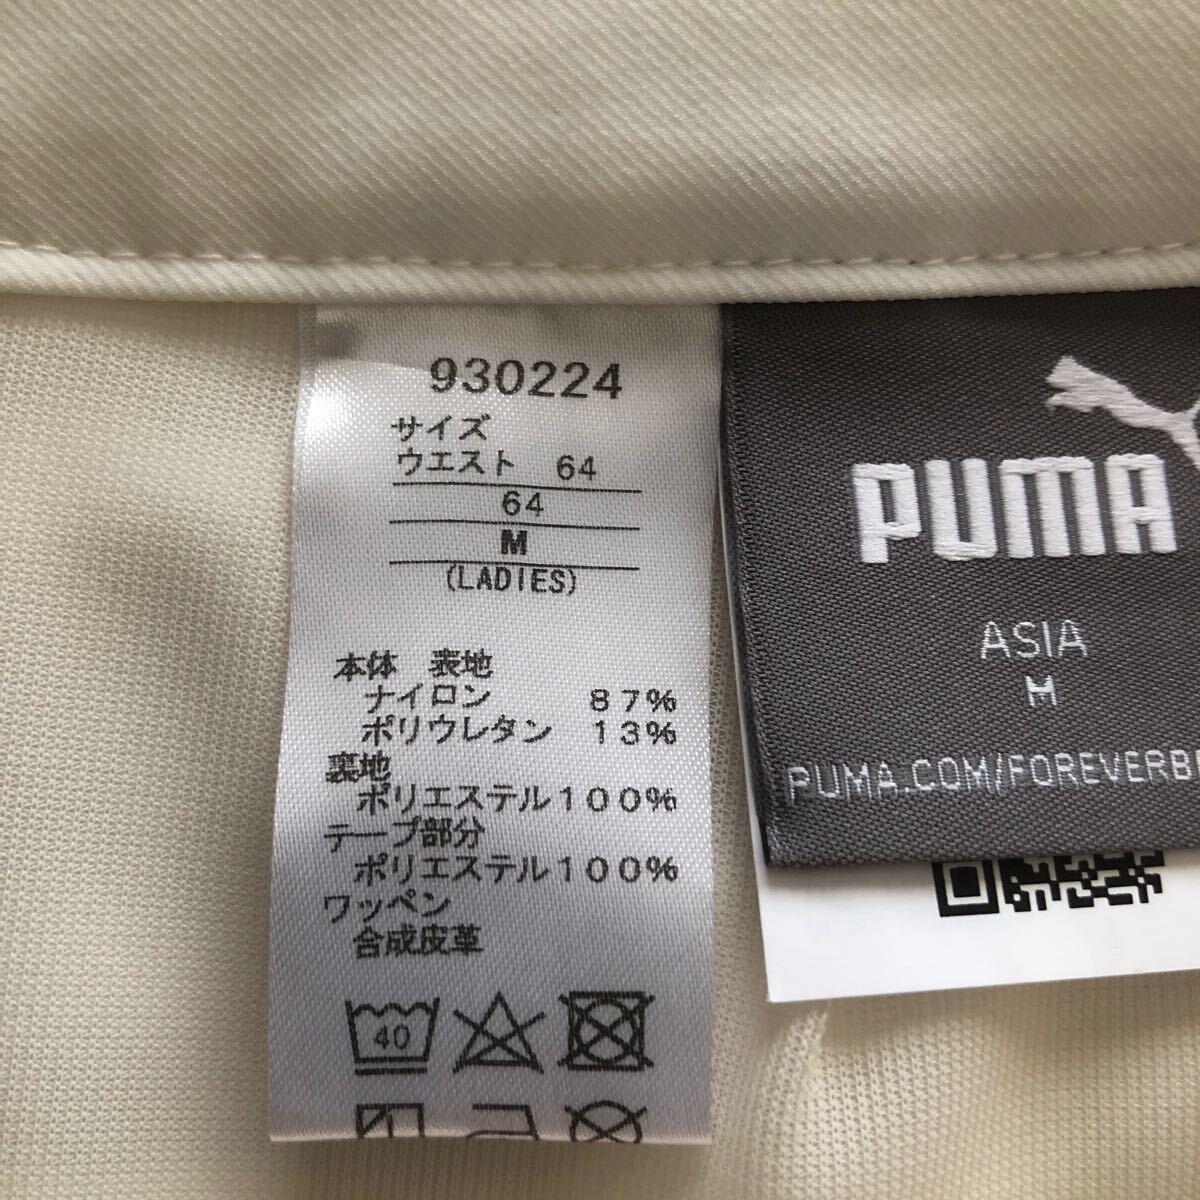 930224
サイズ
ウエスト 64
64
M
(LADIES)
本体 表地
ナイロン 87%
ポリウレタン 13%
裏地
ポリエステル100%
テープ部分
ポリエステル100%
ワッペン
合成皮革
40
PUMA
ASIA
M
PUMA.COM/FOREVERBE